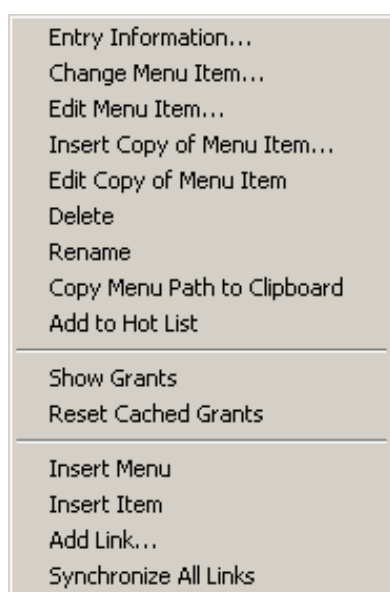 Entry Information...
Change Menu Item...
Edit Menu Item...
Insert Copy of Menu Item...
Edit Copy of Menu Item
Delete
Rename
Copy Menu Path to Clipboard
Add to Hot List
Show Grants
Reset Cached Grants
Insert Menu
Insert Item
Add Link...
Synchronize All Links